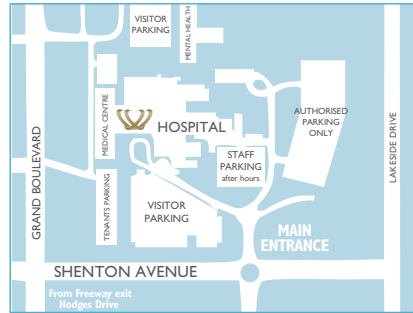 VISITOR
PARKING
MENTAL HEALTH
MEDICAL CENTRE
HOSPITAL
AUTHORISED
PARKING
ONLY
GRAND BOULEVARD
LAKESIDE DRIVE
STAFF
PARKING
after hours
TENANTS PARKING
VISITOR
PARKING
MAIN
ENTRANCE
SHENTON AVENUE
From Freeway exit
Hodges Drive